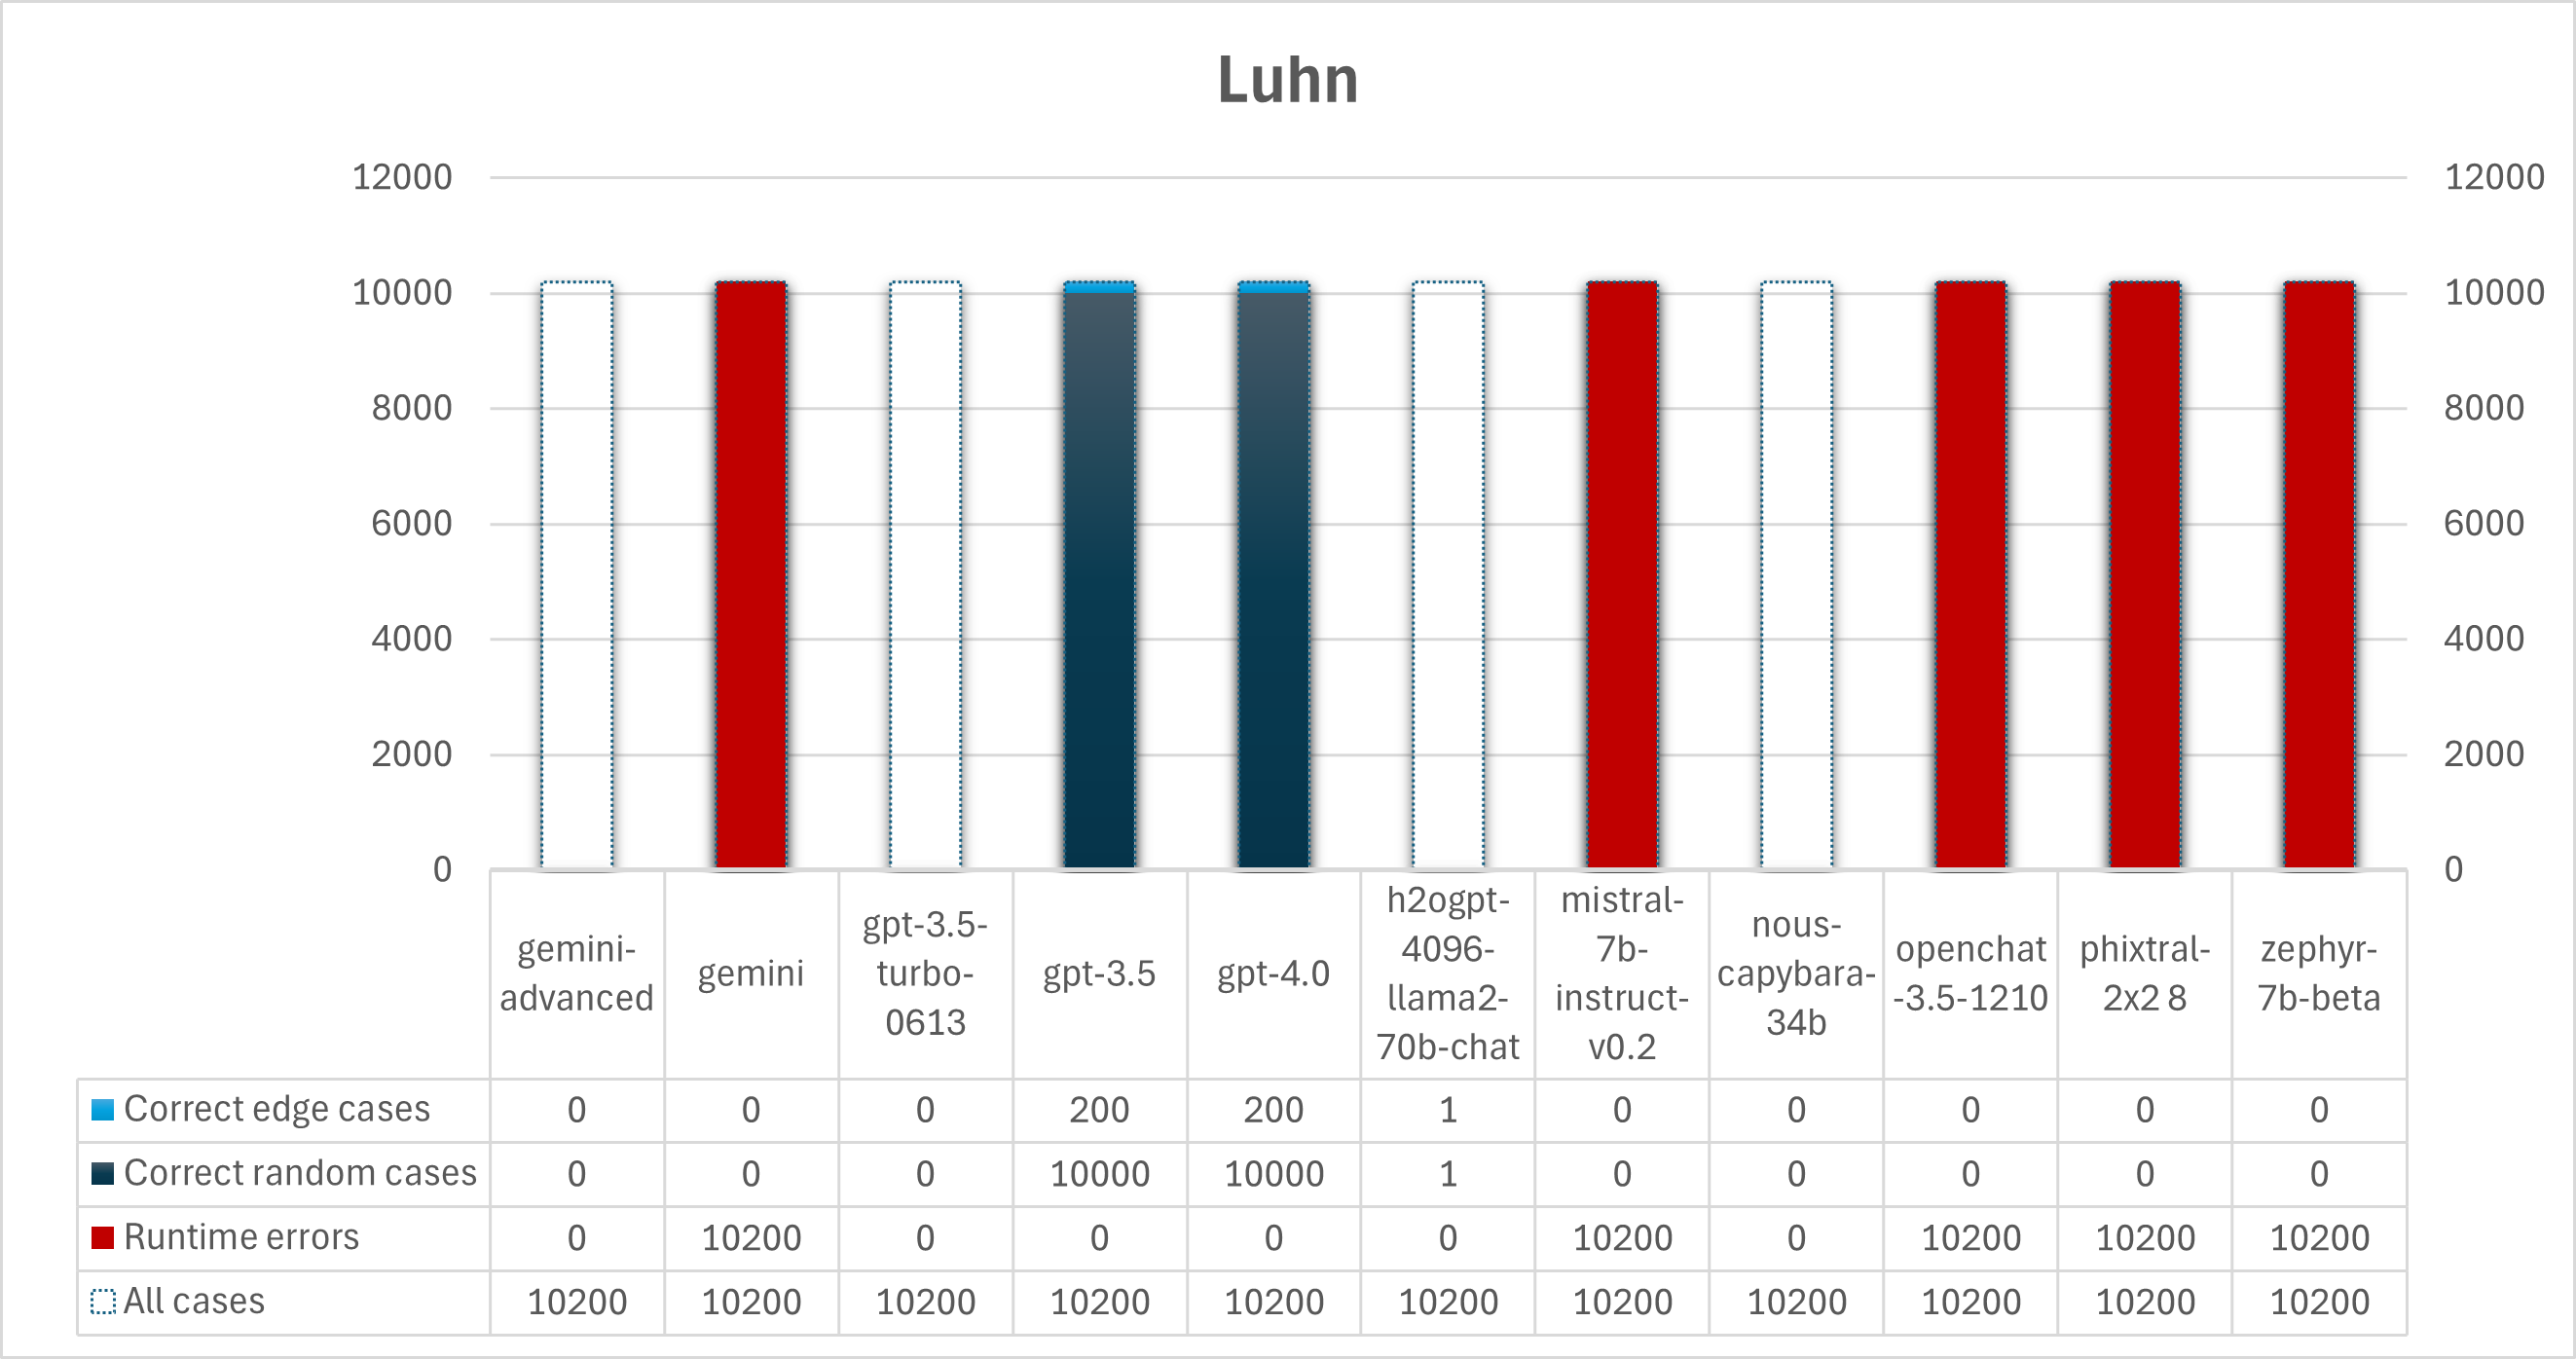 Luhn
12000 12000
10000 10000
8000 8000
6000 6000
4000 4000
2000 2000
0 0
gemini-advanced gemini gpt-3.5-turbo-0613 gpt-3.5 gpt-4.0 h2ogpt-4096-llama2-70b-chat mistral-7b-instruct-v0.2 nous-capybara-34b openchat-3.5-1210 phixtral-2x2 8 zephyr-7b-beta
Correct edge cases 0 0 0 200 200 1 0 0 0 0 0
Correct random cases 0 0 0 10000 10000 1 0 0 0 0 0
Runtime errors 0 10200 0 0 0 0 10200 0 10200 10200 10200
All cases 10200 10200 10200 10200 10200 10200 10200 10200 10200 10200 10200